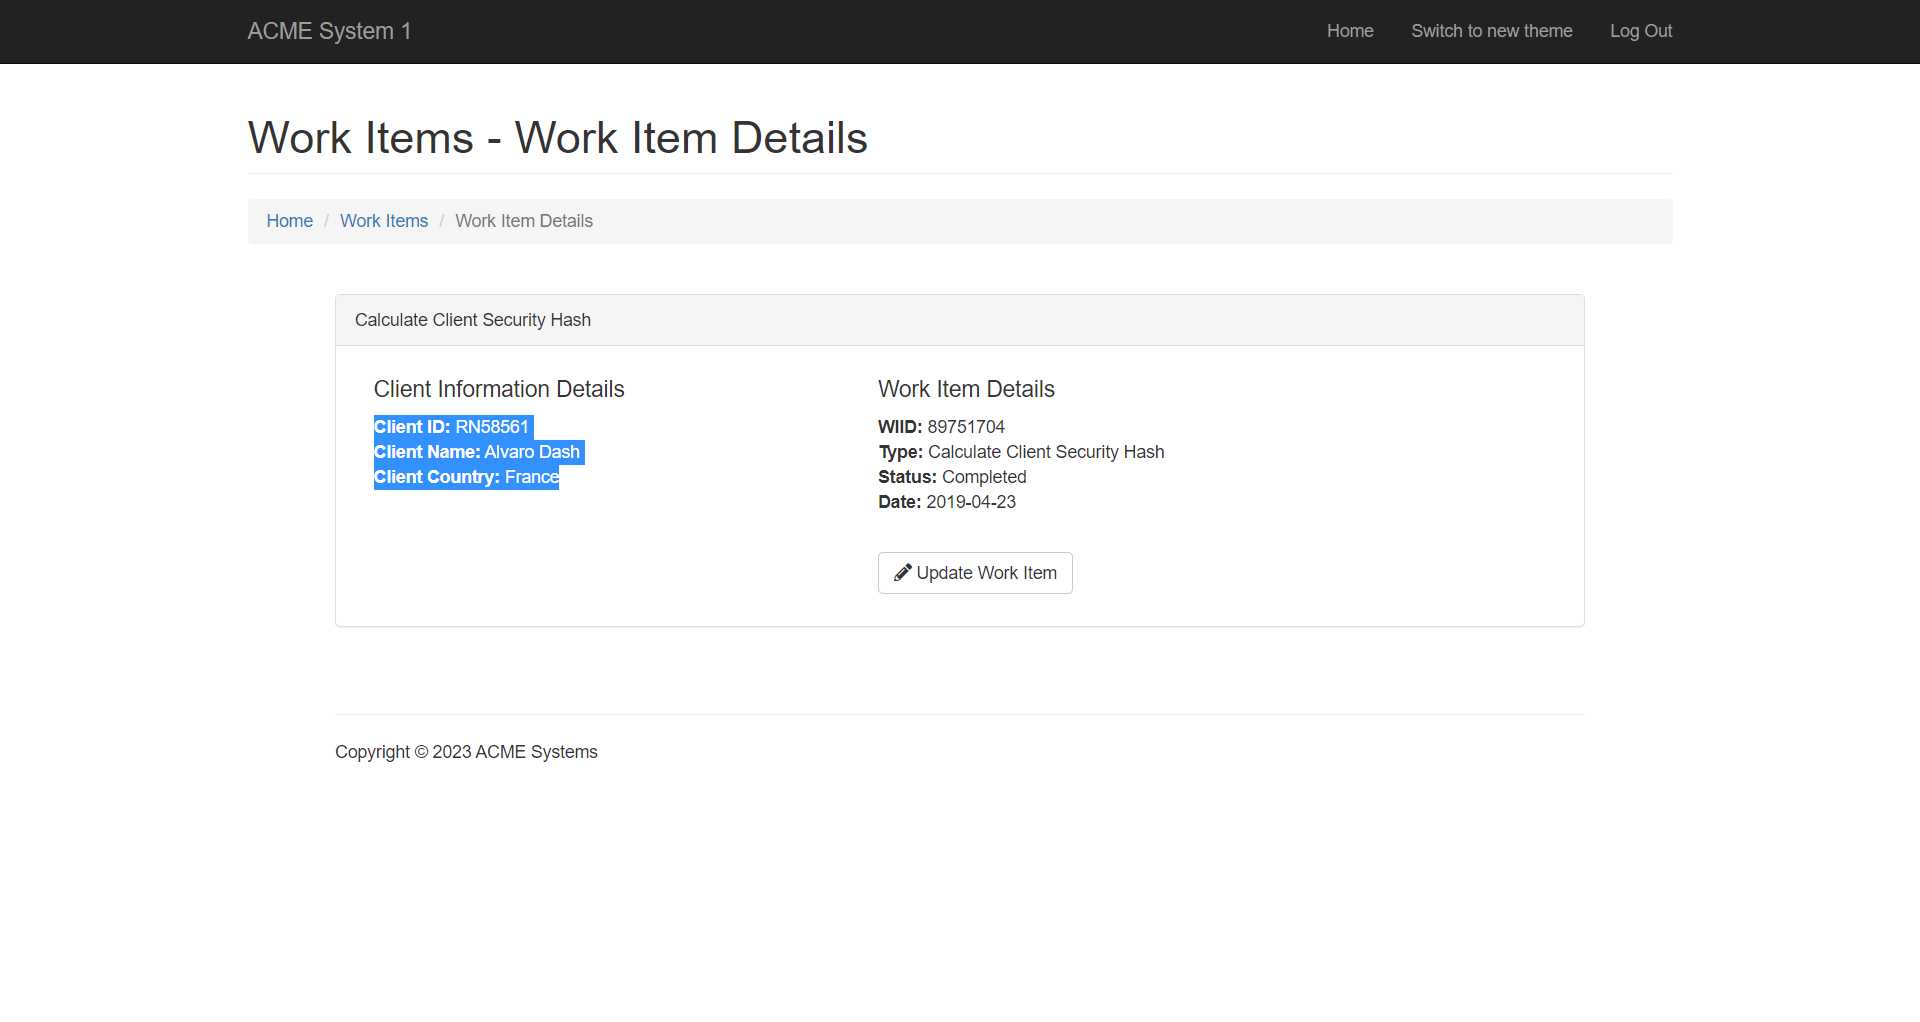 ACME System 1
Home
Switch to new theme
Log Out
Work Items - Work Item Details
Home / Work Items / Work Item Details
Calculate Client Security Hash
Client Information Details
Client ID: RN58561
Client Name: Alvaro Dash
Client Country: France
Work Item Details
WIID: 89751704
Type: Calculate Client Security Hash
Status: Completed
Date: 2019-04-23
Update Work Item
Copyright © 2023 ACME Systems